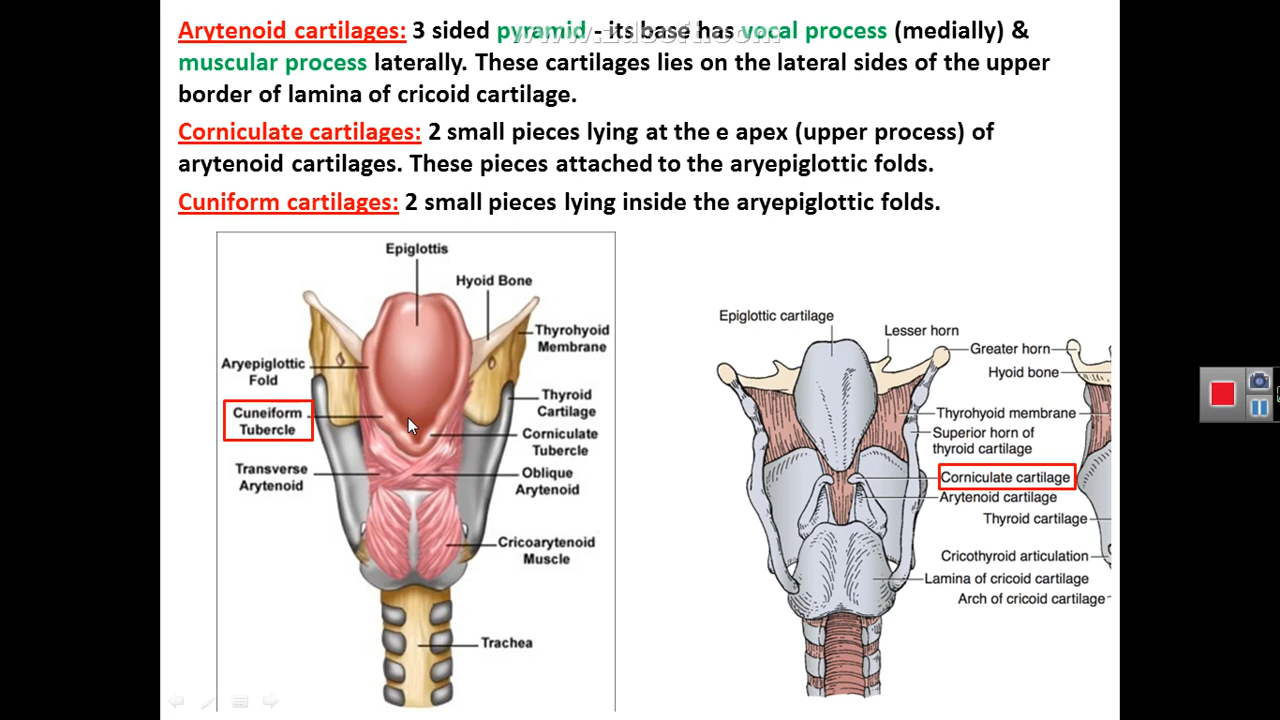 Arytenoid cartilages: 3 sided pyramid - its base has vocal process (medially) &
muscular process laterally. These cartilages lies on the lateral sides of the upper
border of lamina of cricoid cartilage.
Corniculate cartilages: 2 small pieces lying at the e apex (upper process) of
arytenoid cartilages. These pieces attached to the aryepiglottic folds.
Cuniform cartilages: 2 small pieces lying inside the aryepiglottic folds.
Epiglottis
Hyoid Bone
Thyrohyoid
Membrane
Aryepiglottic
Fold
Thyroid
Cartilage
Cuneiform
Tubercle
Corniculate
Tubercle
Transverse
Arytenoid
Oblique
Arytenoid
Cricoarytenoid
Muscle
Trachea
Epiglottic cartilage
Lesser horn
Greater horn
Hyoid bone
Thyrohyoid membrane
Superior horn of
thyroid cartilage
Corniculate cartilage
Arytenoid cartilage
Thyroid cartilage
Cricothyroid articulation
Lamina of cricoid cartilage
Arch of cricoid cartilage